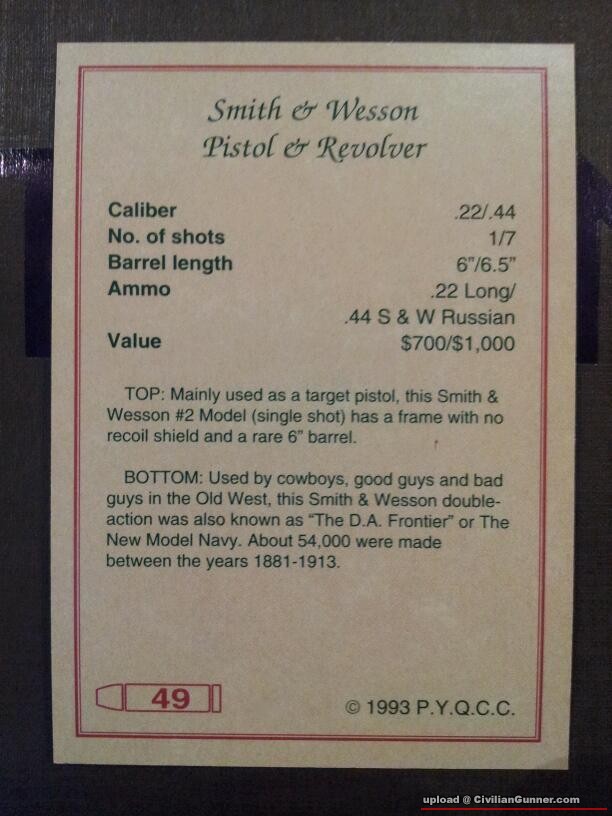 Smith & Wesson
Pistol & Revolver
Caliber .22/.44
No. of shots 1/7
Barrel length 6”/6.5”
Ammo .22 Long/
.44 S & W Russian
Value $700/$1,000
TOP: Mainly used as a target pistol, this Smith &
Wesson #2 Model (single shot) has a frame with no
recoil shield and a rare 6” barrel.
BOTTOM: Used by cowboys, good guys and bad
guys in the Old West, this Smith & Wesson double-
action was also known as “The D.A. Frontier” or The
New Model Navy. About 54,000 were made
between the years 1881-1913.
49
© 1993 P.Y.Q.C.C.
upload @ CivilianGunner.com